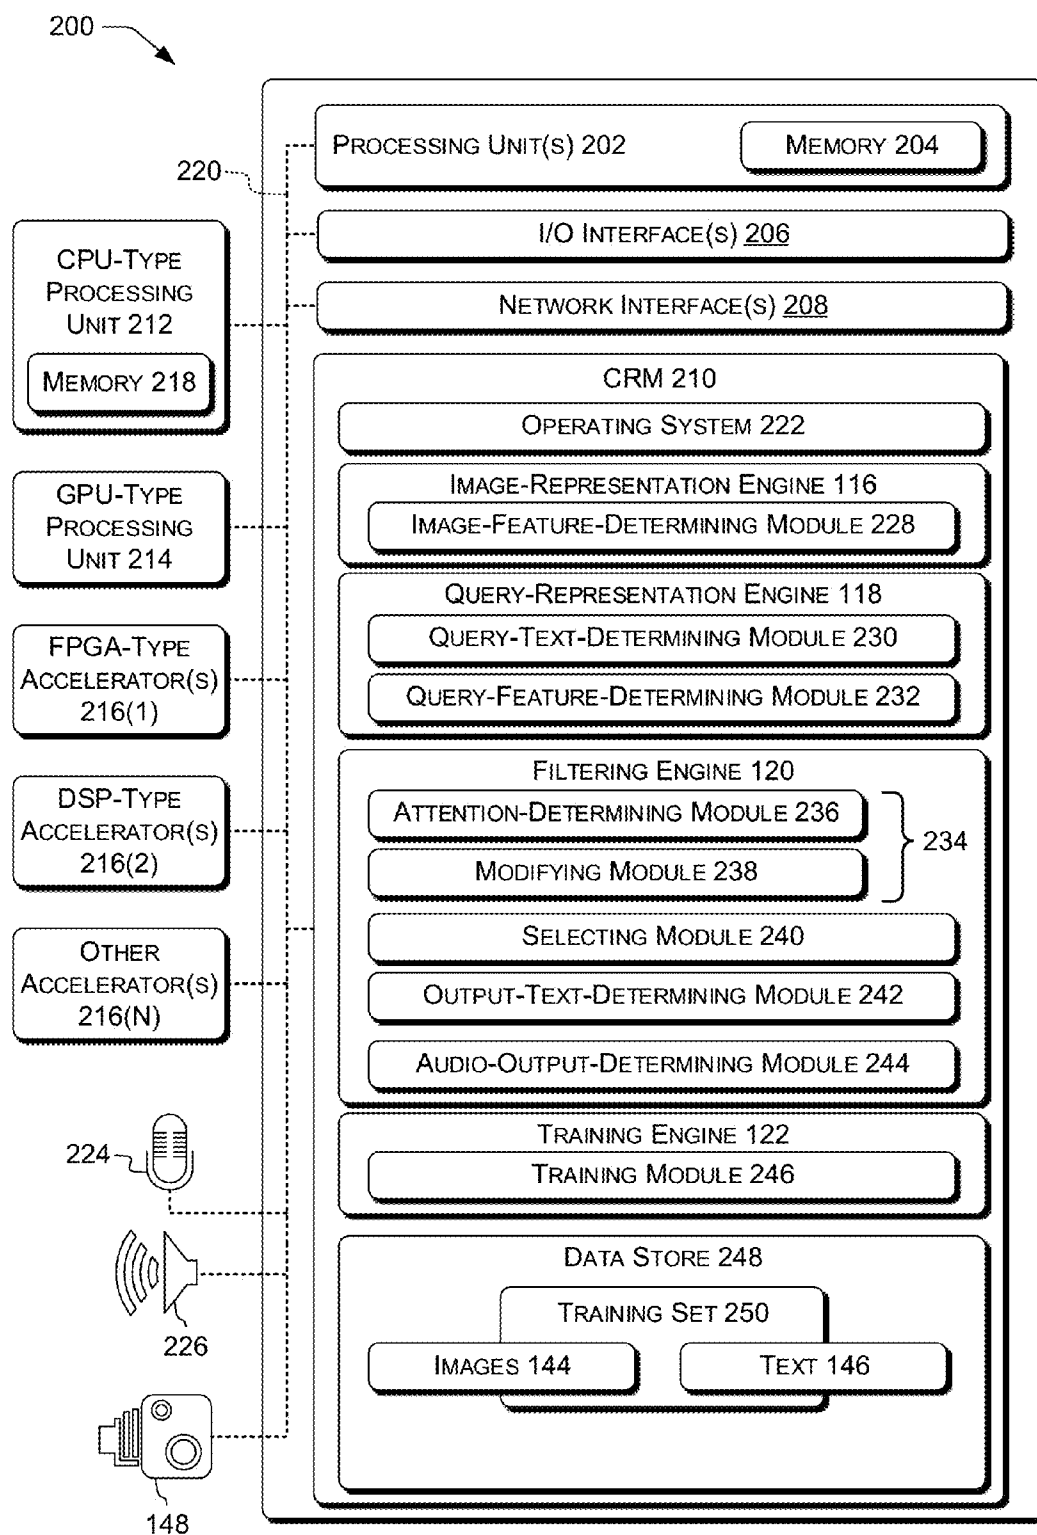 200
PROCESSING UNIT(S) 202
MEMORY 204
220
I/O INTERFACE(S) 206
NETWORK INTERFACE(S) 208
CPU-TYPE
PROCESSING
UNIT 212
MEMORY 218
GPU-TYPE
PROCESSING
UNIT 214
FPGA-TYPE
ACCELERATOR(S)
216(1)
DSP-TYPE
ACCELERATOR(S)
216(2)
OTHER
ACCELERATOR(S)
216(N)
224
226
148
CRM 210
OPERATING SYSTEM 222
IMAGE-REPRESENTATION ENGINE 116
IMAGE-FEATURE-DETERMINING MODULE 228
QUERY-REPRESENTATION ENGINE 118
QUERY-TEXT-DETERMINING MODULE 230
QUERY-FEATURE-DETERMINING MODULE 232
FILTERING ENGINE 120
ATTENTION-DETERMINING MODULE 236
MODIFYING MODULE 238
234
SELECTING MODULE 240
OUTPUT-TEXT-DETERMINING MODULE 242
AUDIO-OUTPUT-DETERMINING MODULE 244
TRAINING ENGINE 122
TRAINING MODULE 246
DATA STORE 248
TRAINING SET 250
IMAGES 144
TEXT 146